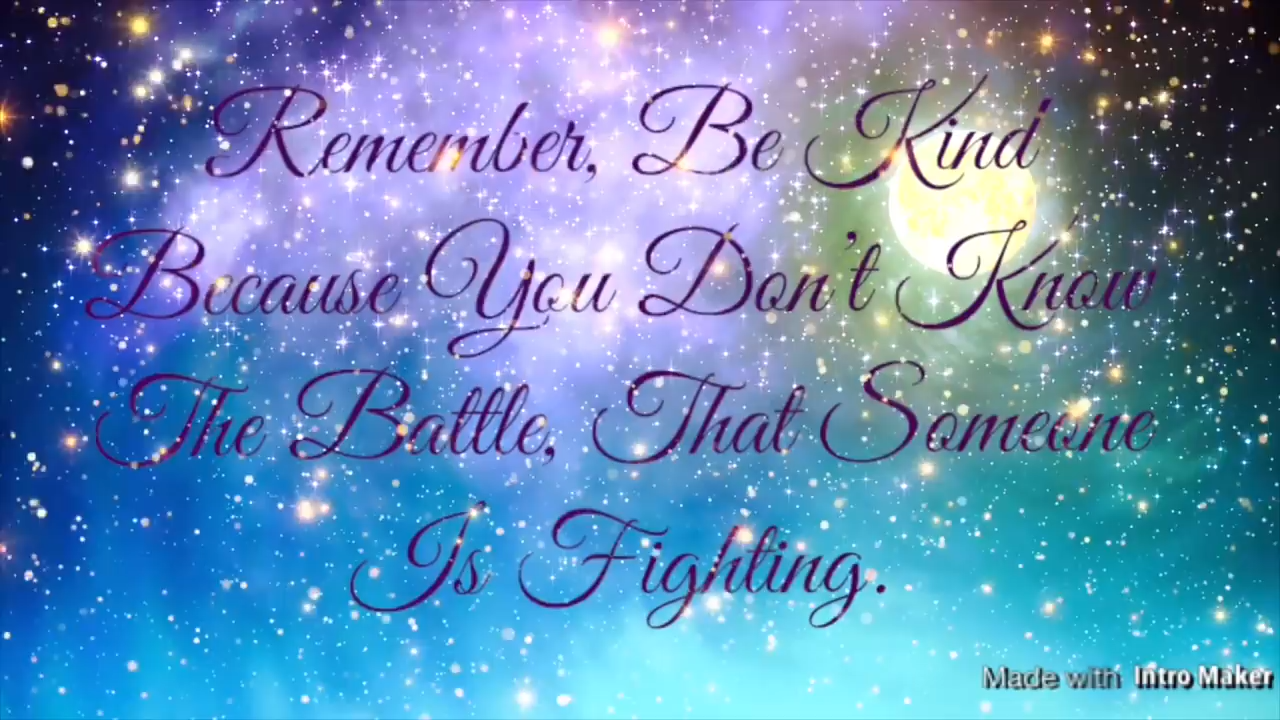 Remember, Be Kind
Because You Don't Know
The Battle, That Someone
Is Fighting.
Made with Intro Maker